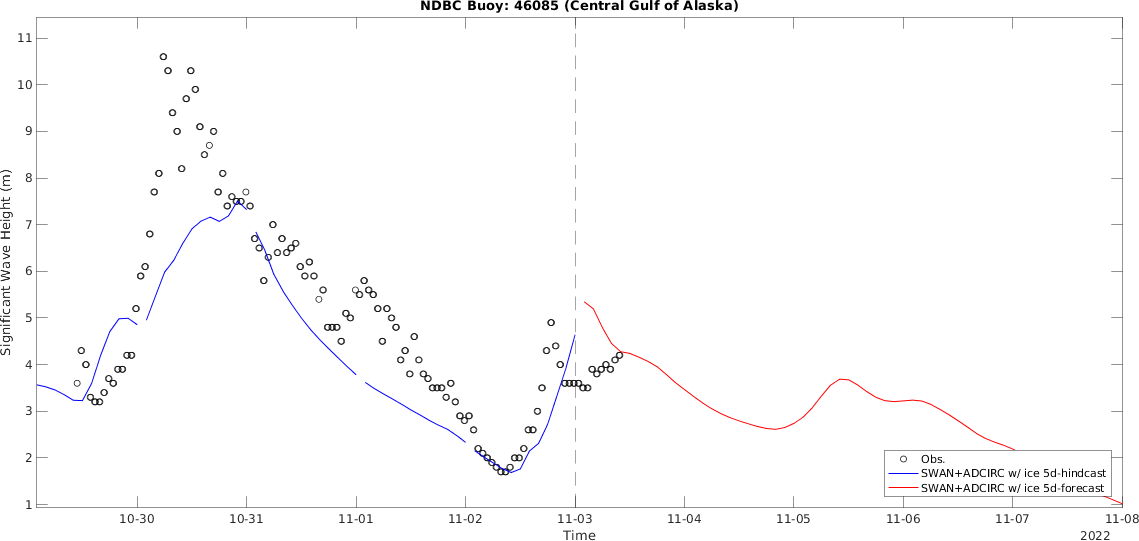 NDBC Buoy: 46085 (Central Gulf of Alaska)
Significant Wave Height (m)
11
10
9
8
7
6
5
4
3
2
1
Obs.
SWAN+ADCIRC w/ ice 5d-hindcast
SWAN+ADCIRC w/ ice 5d-forecast
10-30 10-31 11-01 11-02 11-03 11-04 11-05 11-06 11-07 11-08
Time
2022